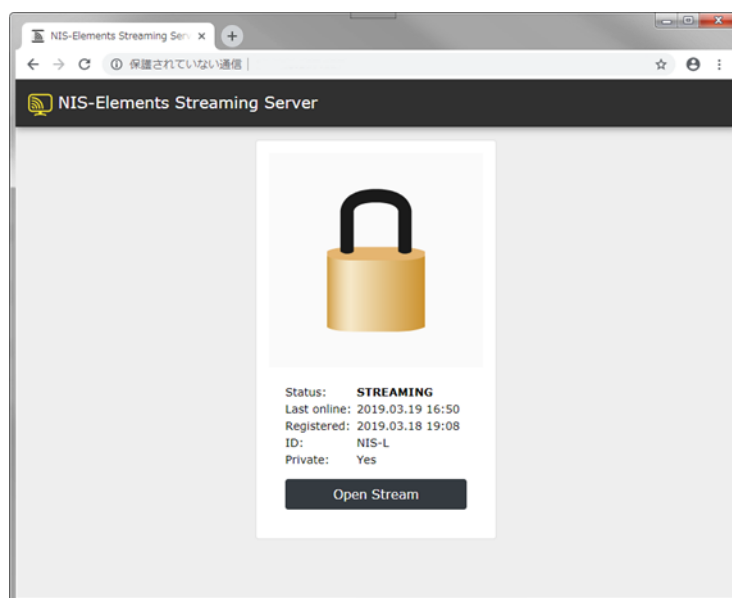 NIS-Elements Streaming Serv
保護されていない通信
NIS-Elements Streaming Server
Status: STREAMING
Last online: 2019.03.19 16:50
Registered: 2019.03.18 19:08
ID: NIS-L
Private: Yes
Open Stream